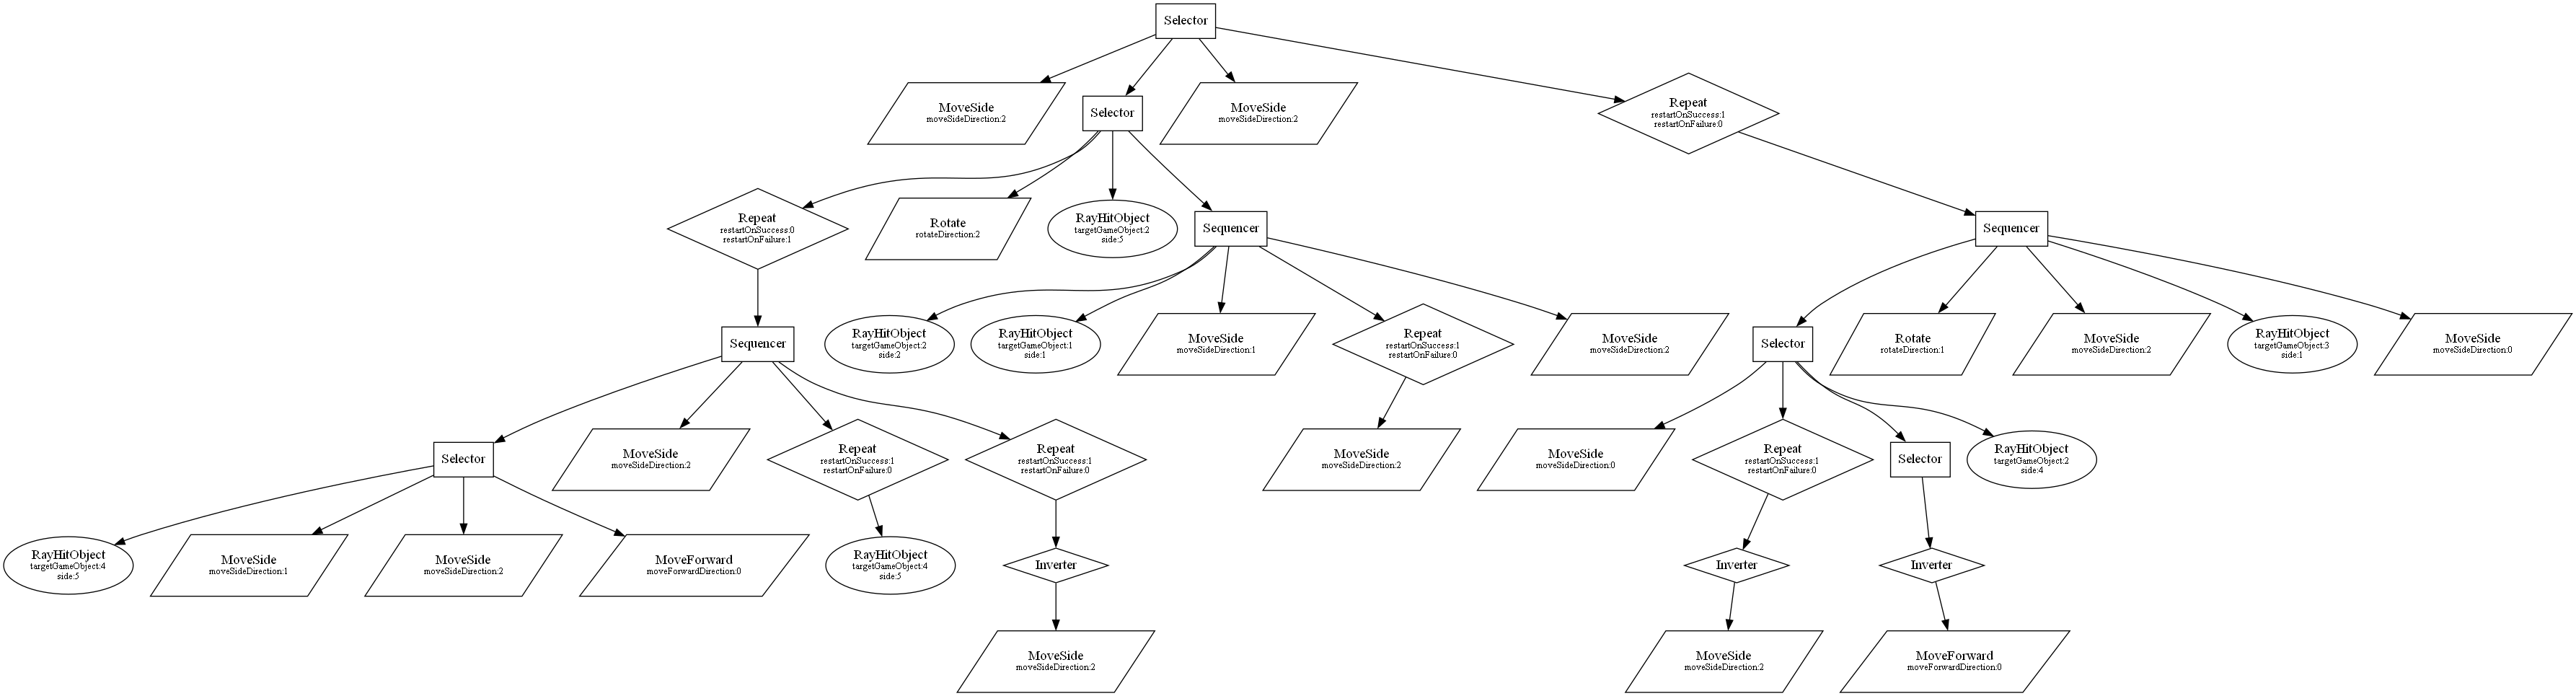 Selector
MoveSide
moveSideDirection:2
Selector
MoveSide
moveSideDirection:2
Repeat
restartOnSuccess:1
restartOnFailure:0
Repeat
restartOnSuccess:0
restartOnFailure:1
Rotate
rotateDirection:2
RayHitObject
targetGameObject:2
side:5
Sequencer
Sequencer
Sequencer
RayHitObject
targetGameObject:2
side:2
RayHitObject
targetGameObject:1
side:1
MoveSide
moveSideDirection:1
Repeat
restartOnSuccess:1
restartOnFailure:0
MoveSide
moveSideDirection:2
Selector
Rotate
rotateDirection:1
MoveSide
moveSideDirection:2
RayHitObject
targetGameObject:3
side:1
MoveSide
moveSideDirection:0
Selector
MoveSide
moveSideDirection:2
Repeat
restartOnSuccess:1
restartOnFailure:0
Repeat
restartOnSuccess:1
restartOnFailure:0
MoveSide
moveSideDirection:2
MoveSide
moveSideDirection:0
Repeat
restartOnSuccess:1
restartOnFailure:0
Selector
RayHitObject
targetGameObject:2
side:4
RayHitObject
targetGameObject:4
side:5
MoveSide
moveSideDirection:1
MoveSide
moveSideDirection:2
MoveForward
moveForwardDirection:0
RayHitObject
targetGameObject:4
side:5
Inverter
Inverter
Inverter
MoveSide
moveSideDirection:2
MoveSide
moveSideDirection:2
MoveForward
moveForwardDirection:0